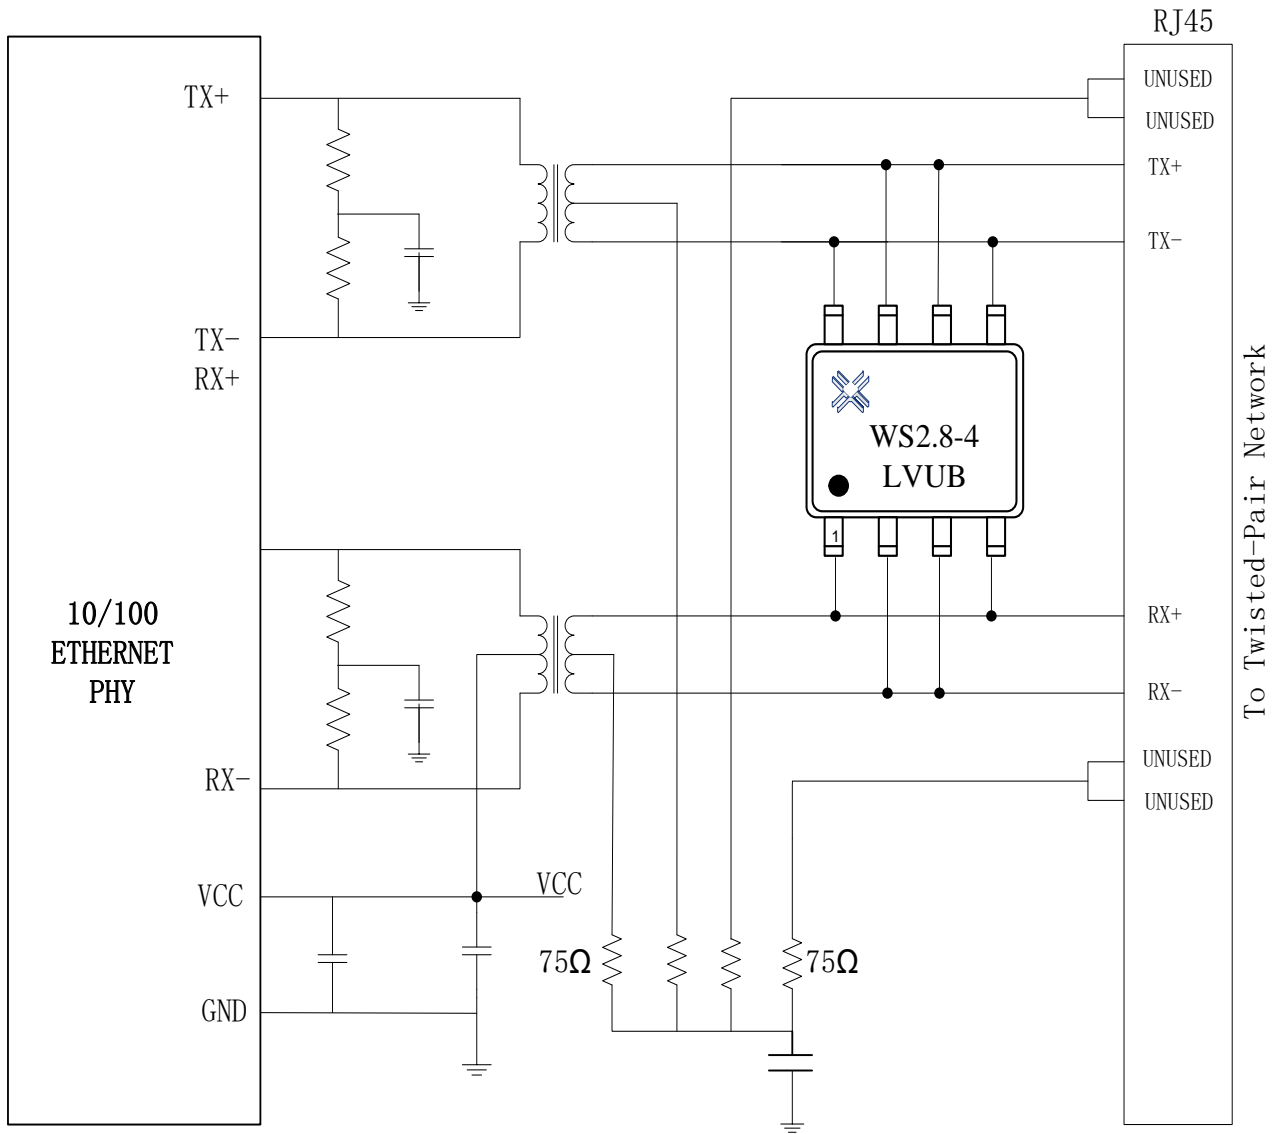 RJ45
UNUSED
UNUSED
TX+
TX+
TX-
TX-
RX+
WS2.8-4
LVUB
1
To Twisted-Pair Network
10/100
ETHERNET
PHY
RX+
RX-
RX-
UNUSED
UNUSED
VCC
VCC
75Ω
75Ω
GND